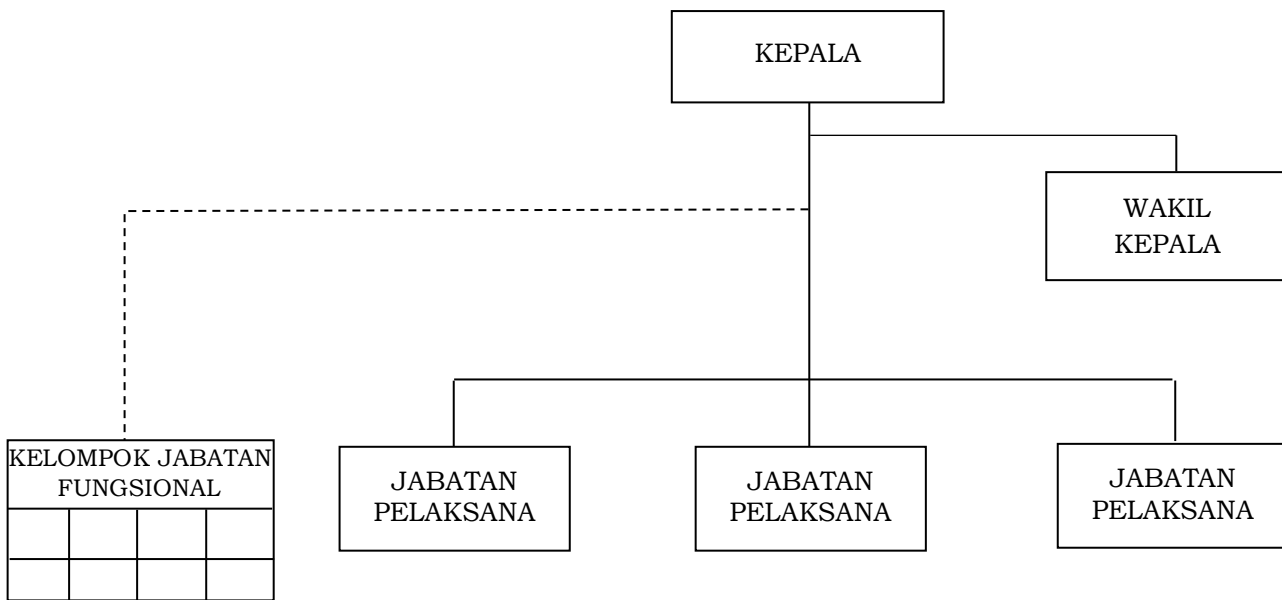 KEPALA
WAKIL
KEPALA
KELOMPOK JABATAN
FUNGSIONAL
JABATAN
PELAKSANA
JABATAN
PELAKSANA
JABATAN
PELAKSANA